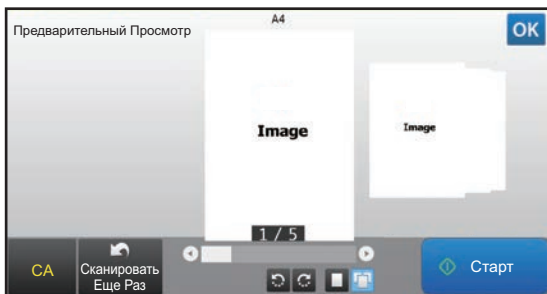 A4
Предварительный Просмотр
OK
Image
Image
1 / 5
CA
Сканировать
Еще Раз
Старт